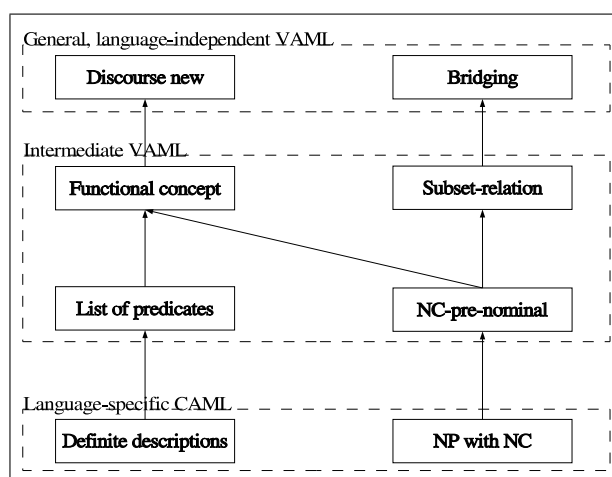 General, language-independent VAML
Discourse new
Bridging
Intermediate VAML
Functional concept
Subset-relation
List of predicates
NC-pre-nominal
Language-specific CAML
Definite descriptions
NP with NC